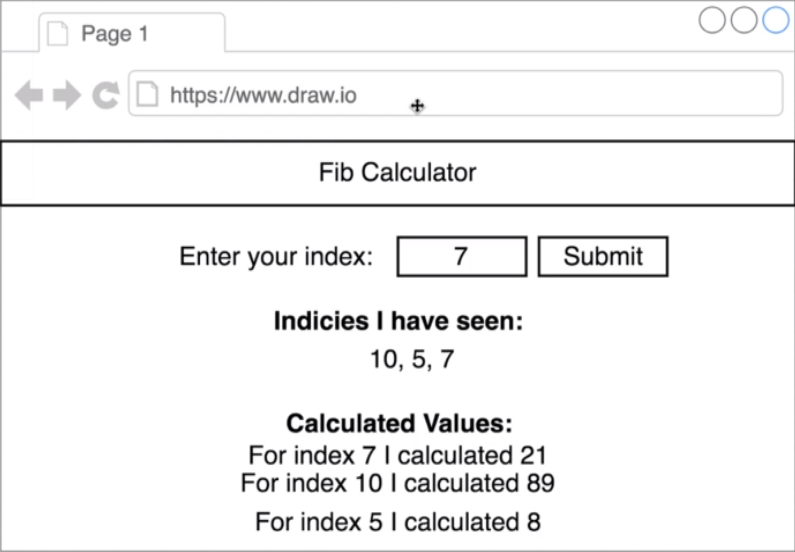 Page 1
https://www.draw.io
Fib Calculator
Enter your index: 7 Submit
Indicies I have seen:
10, 5, 7
Calculated Values:
For index 7 I calculated 21
For index 10 I calculated 89
For index 5 I calculated 8